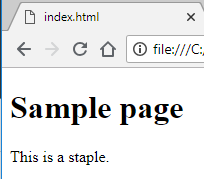 index.html
file:///C:
Sample page
This is a staple.